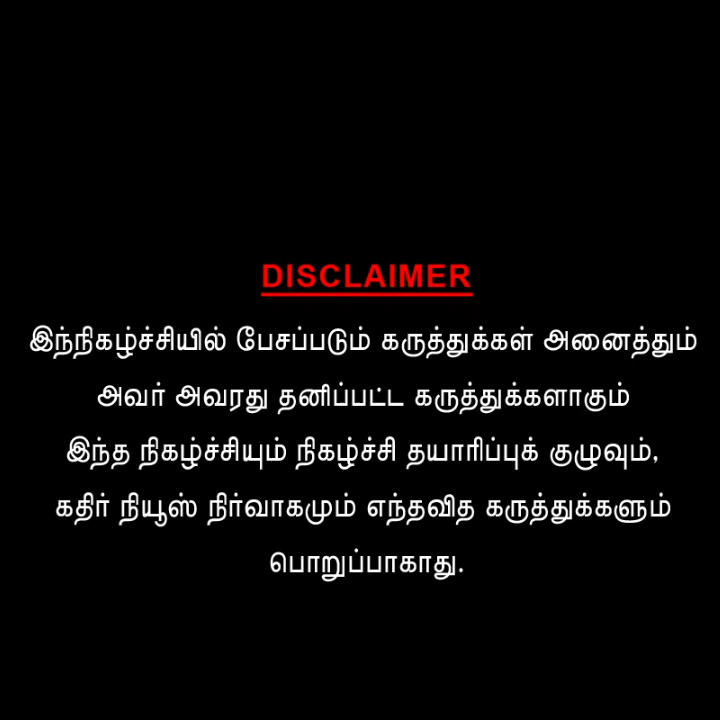 DISCLAIMER
இந்நிகழ்ச்சியில் பேசப்படும் கருத்துக்கள் அனைத்தும்
அவர் அவரது தனிப்பட்ட கருத்துக்களாகும்
இந்த நிகழ்ச்சியும் நிகழ்ச்சி தயாரிப்புக் குழுவும்,
கதிர் நியூஸ் நிர்வாகமும் எந்தவித கருத்துக்களும்
பொறுப்பாகாது.